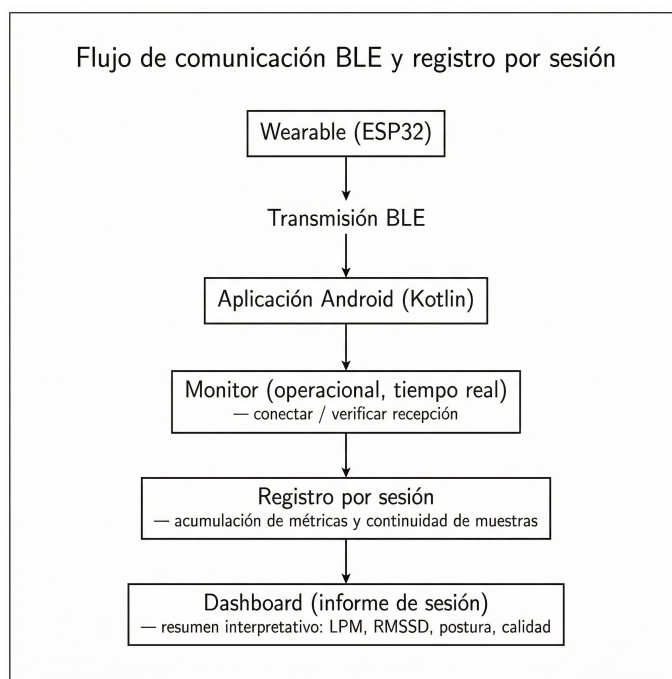 Flujo de comunicación BLE y registro por sesión
Wearable (ESP32)
Transmisión BLE
Aplicación Android (Kotlin)
Monitor (operacional, tiempo real)
— conectar / verificar recepción
Registro por sesión
— acumulación de métricas y continuidad de muestras
Dashboard (informe de sesión)
— resumen interpretativo: LPM, RMSSD, postura, calidad